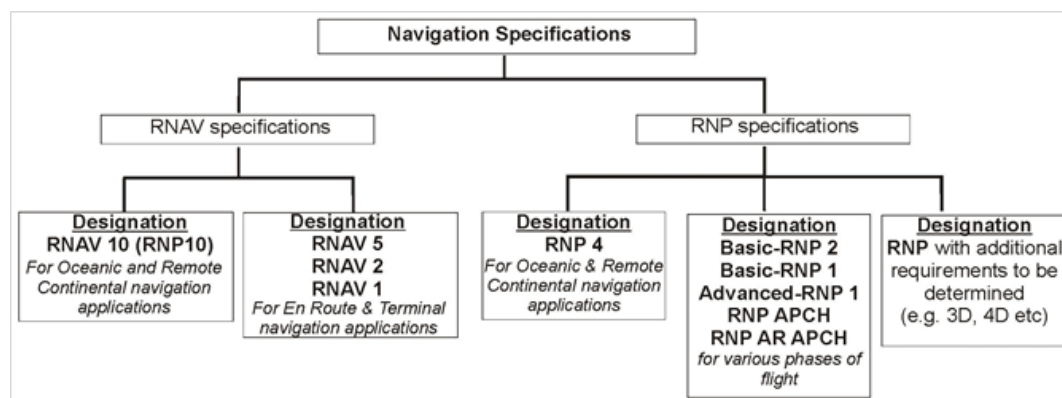 Navigation Specifications
RNAV specifications
RNP specifications
Designation
RNAV 10 (RNP10)
For Oceanic and Remote
Continental navigation
applications
Designation
RNAV 5
RNAV 2
RNAV 1
For En Route & Terminal
navigation applications
Designation
RNP 4
For Oceanic & Remote
Continental navigation
applications
Designation
Basic-RNP 2
Basic-RNP 1
Advanced-RNP 1
RNP APCH
RNP AR APCH
for various phases of
flight
Designation
RNP with additional
requirements to be
determined
(e.g. 3D, 4D etc)